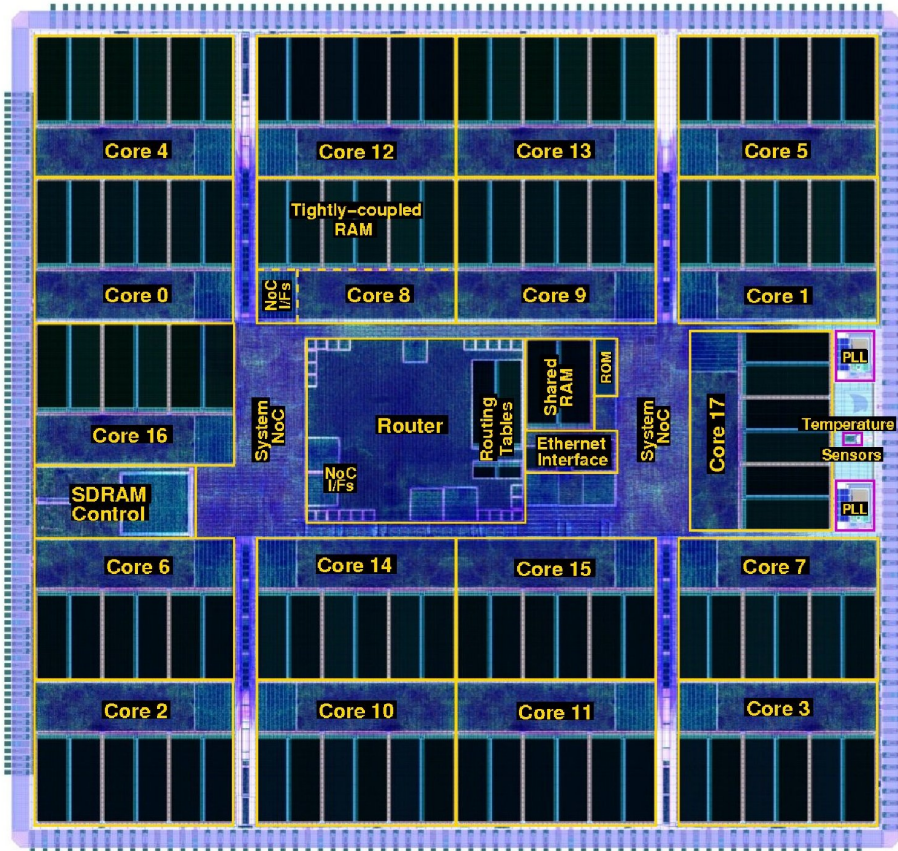 Core 4
Core 12
Core 13
Core 5
Tightly-coupled
RAM
Core 0
NoC
I/Fs
Core 8
Core 9
Core 1
Core 16
System
NoC
Router
NoC
I/Fs
Routing
Tables
Shared
RAM
ROM
Ethernet
Interface
System
NoC
Core 17
PLL
Temperature
Sensors
PLL
SDRAM
Control
Core 6
Core 14
Core 15
Core 7
Core 2
Core 10
Core 11
Core 3